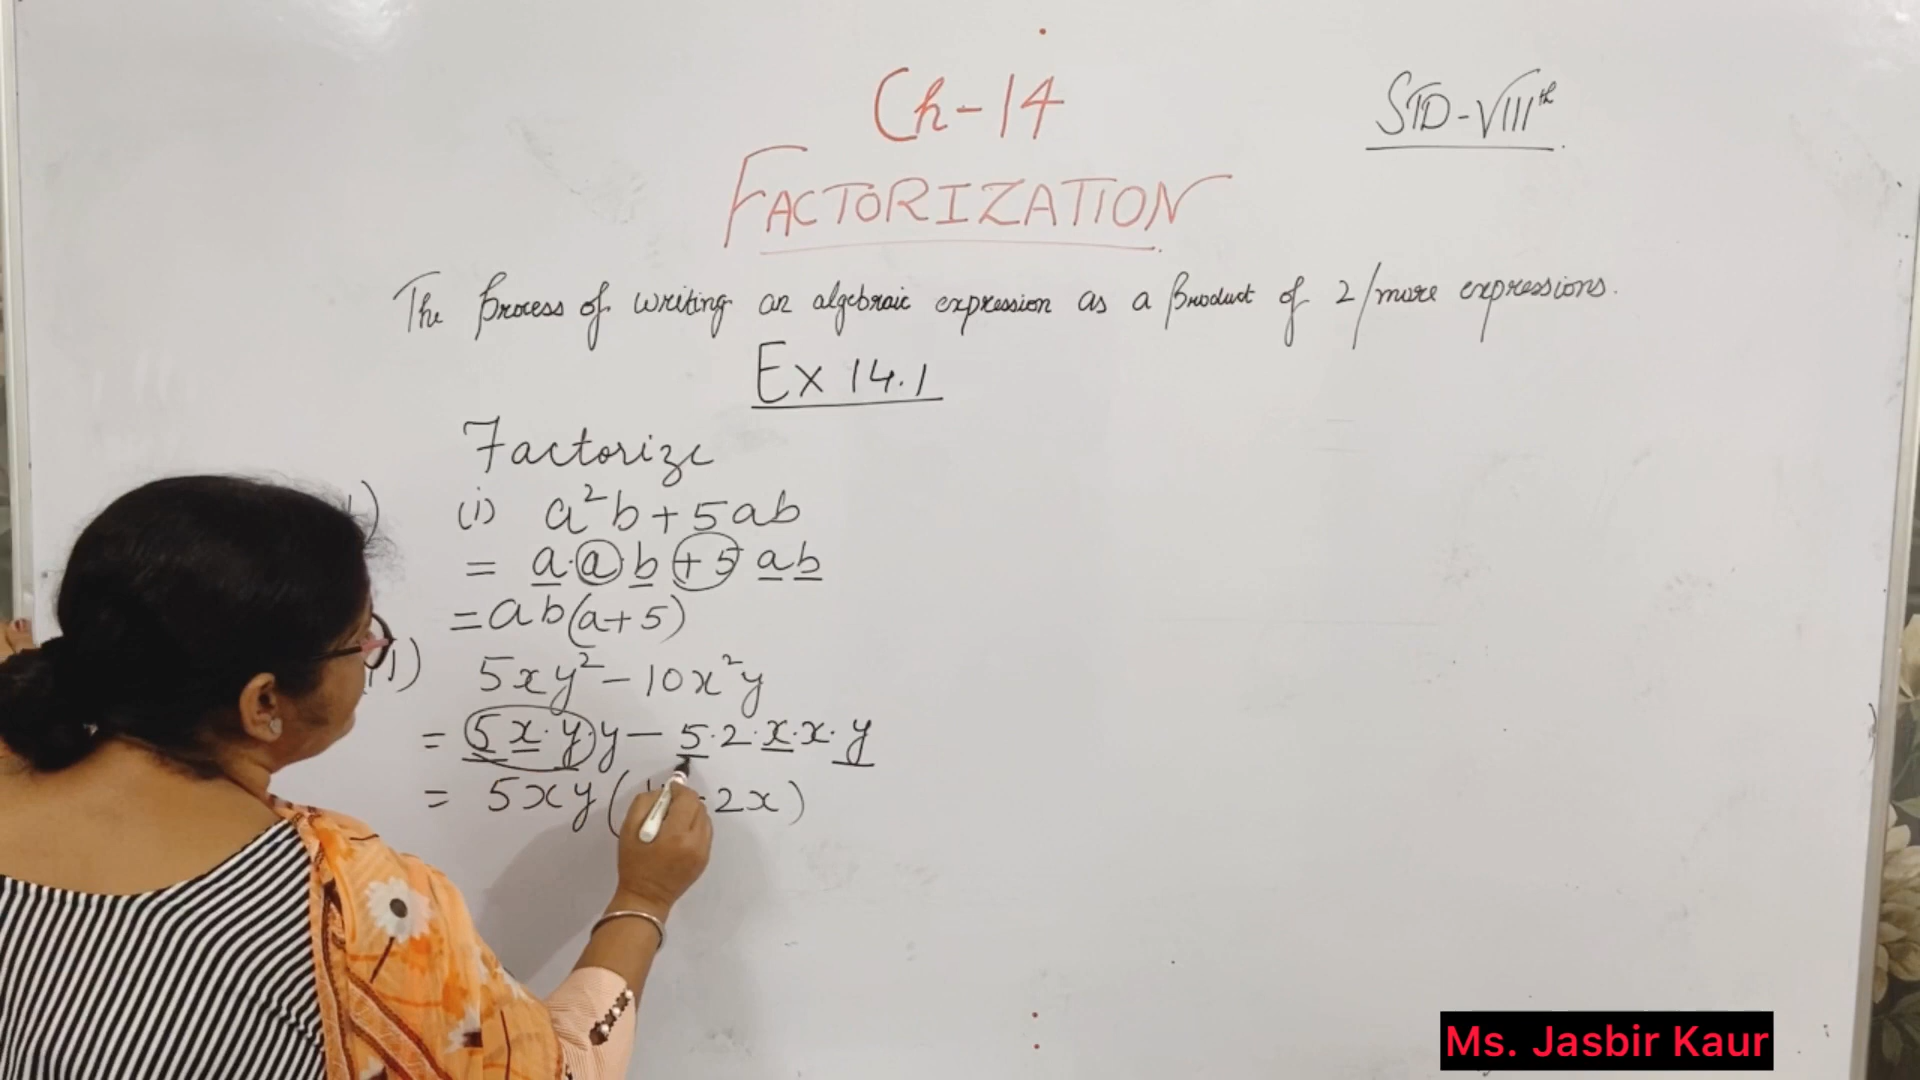 Ch-14
STD-VIIIth
FACTORIZATION
The Process of writing an algebraic expression as a Product of 2/more expressions.
Ex 14.1
Factorize
(i) a²b + 5ab
= a·a·b + 5 ab
= ab(a+5)
5xy² - 10x²y
= 5x·y·y - 5·2·x·x·y
= 5xy( 2x)
Ms. Jasbir Kaur